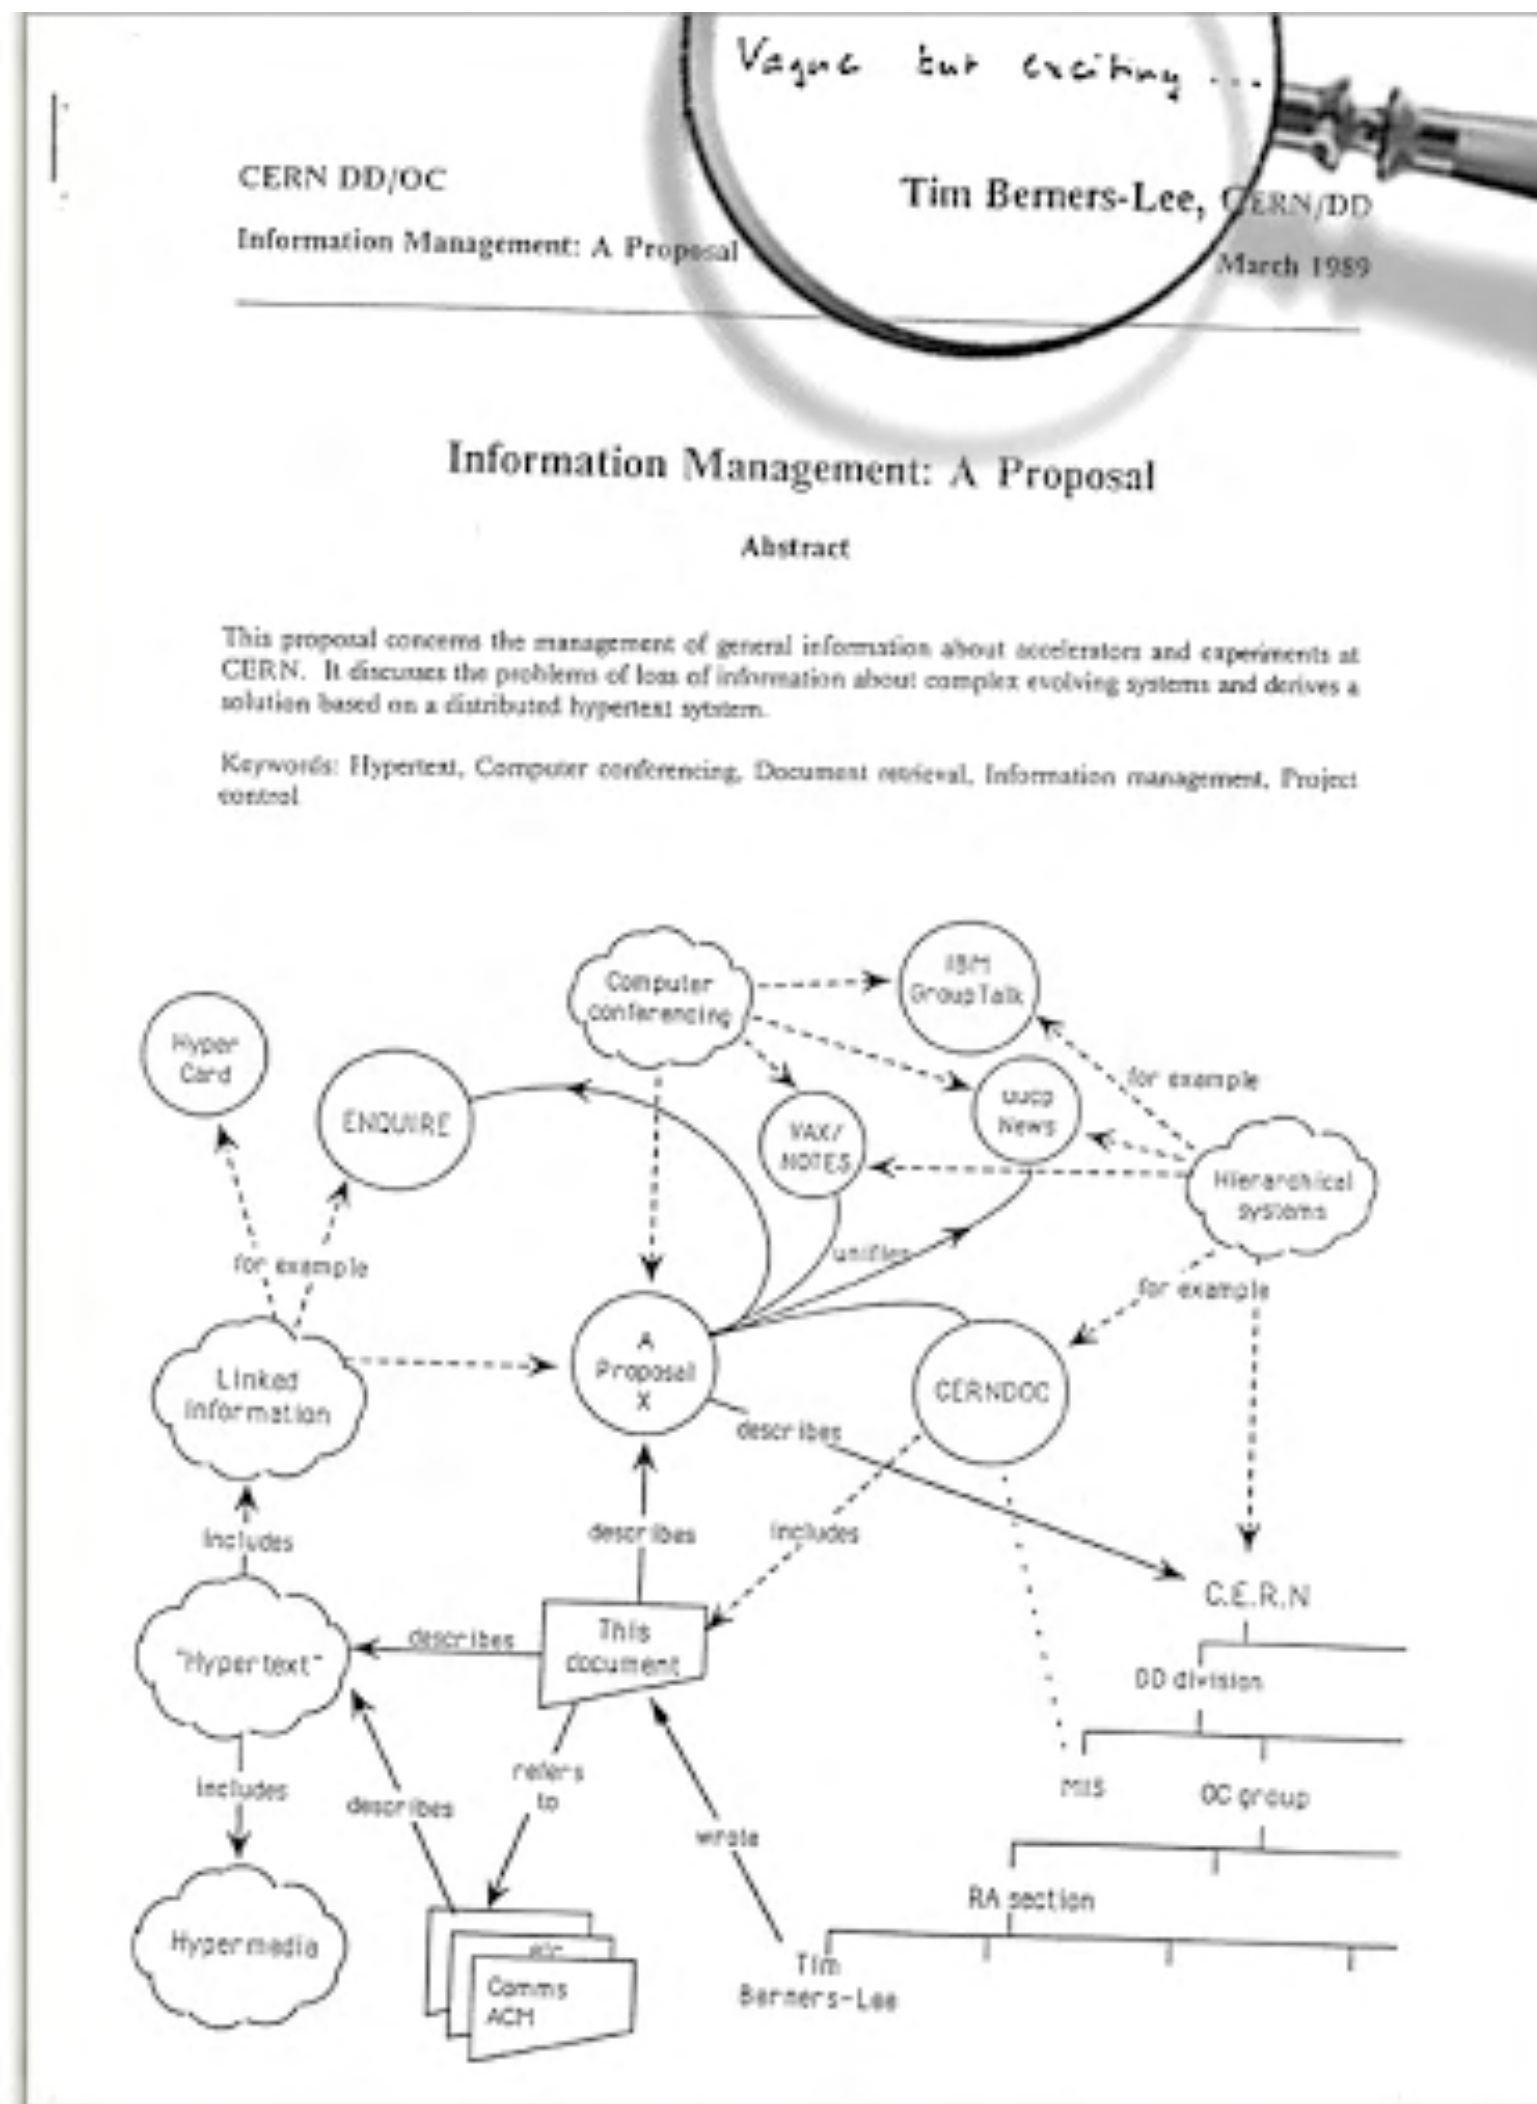 Vague but exciting ...
CERN DD/OC
Tim Berners-Lee, CERN/DD
Information Management: A Proposal
March 1989
Information Management: A Proposal
Abstract
This proposal concerns the management of general information about accelerators and experiments at
CERN. It discusses the problems of loss of information about complex evolving systems and derives a
solution based on a distributed hypertext sytstem.
Keywords: Hypertext, Computer conferencing, Document retrieval, Information management, Project
control
Computer
conferencing
IBM
GroupTalk
Hyper
Card
ENQUIRE
VAX/
NOTES
uucp
News
for example
Hierarchical
systems
unifies
for example
for example
Linked
information
A
Proposal
X
CERNDOC
describes
includes
describes
includes
C.E.R.N
"Hypertext"
describes
This
document
DD division
includes
describes
refers
to
wrote
MIS
OC group
RA section
Hypermedia
etc
Comms
ACM
Tim
Berners-Lee